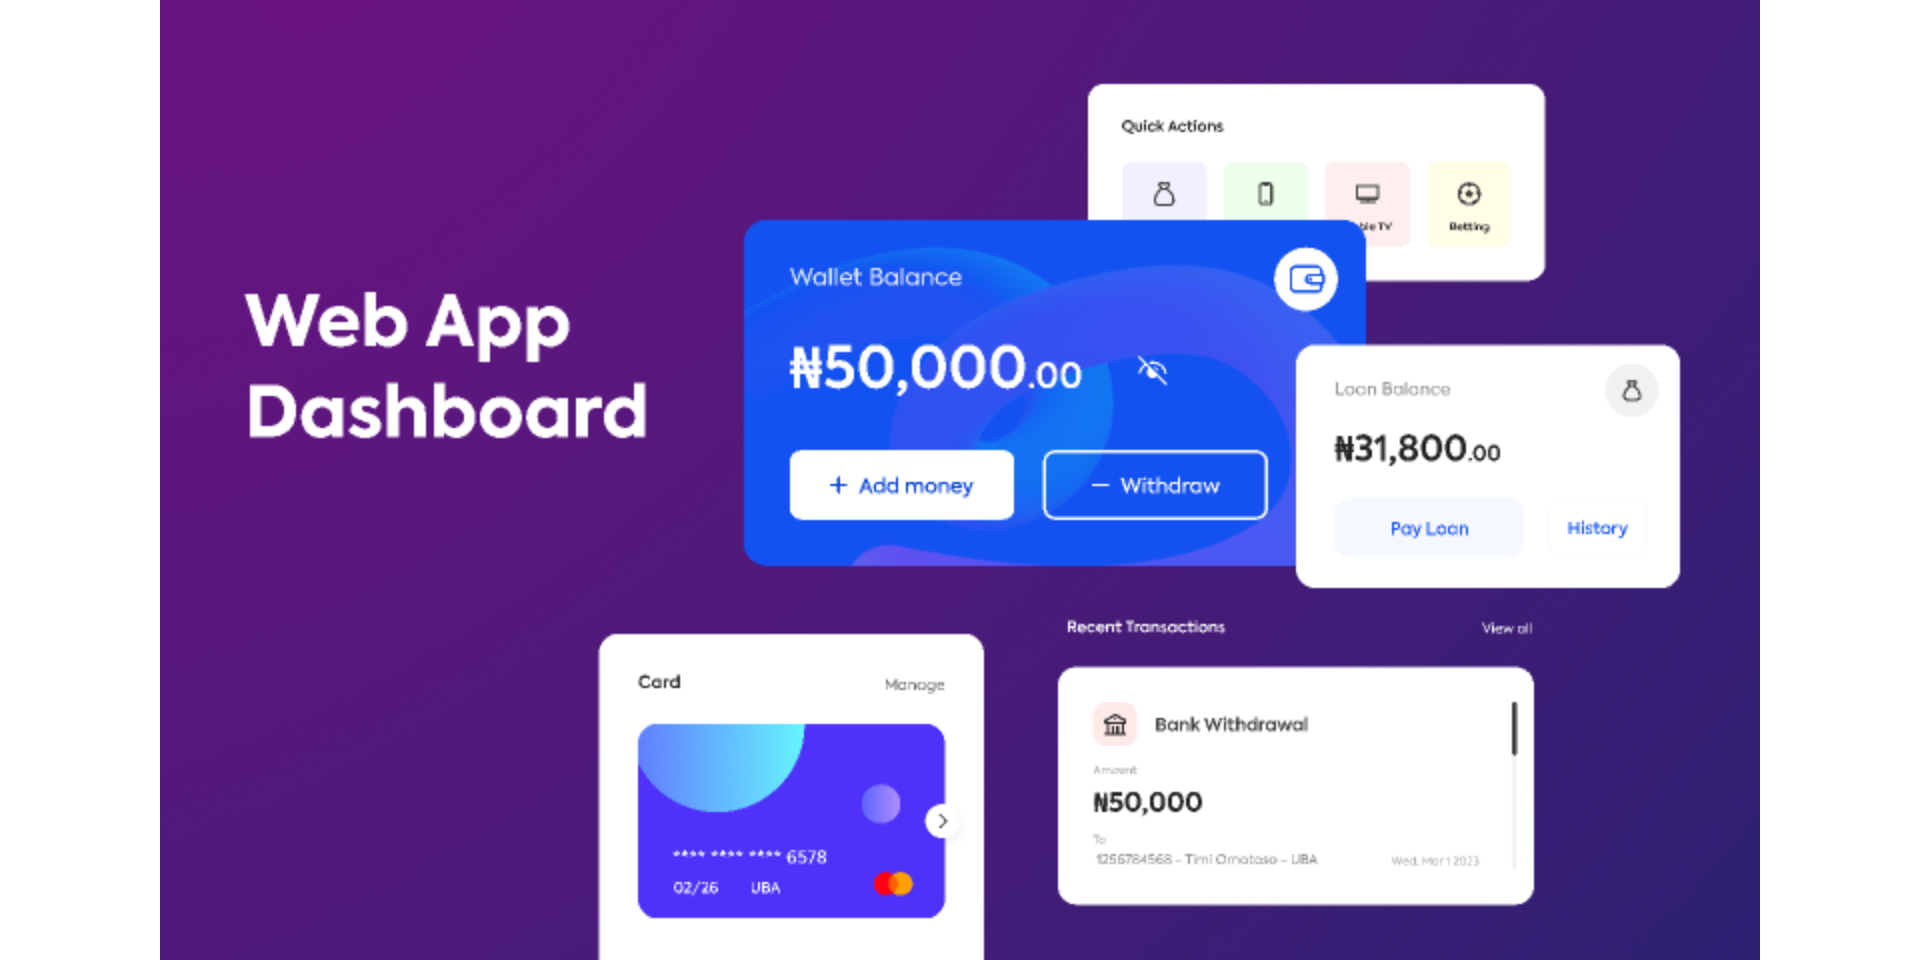 Web App
Dashboard
Quick Actions
ble TV
Betting
Wallet Balance
₦50,000.00
+ Add money
− Withdraw
Loan Balance
₦31,800.00
Pay Loan
History
Recent Transactions
View all
Card
Manage
**** **** **** 6578
02/26 UBA
Bank Withdrawal
Amount
₦50,000
To
1256784568 - Timi Omotoso - UBA
Wed, Mar 1 2023